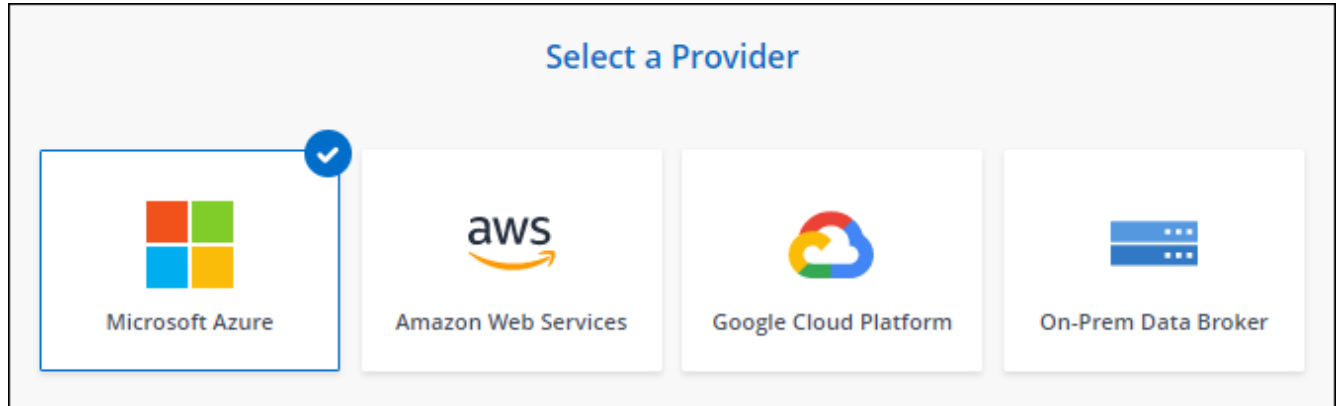 Select a Provider
aws
Microsoft Azure
Amazon Web Services
Google Cloud Platform
On-Prem Data Broker